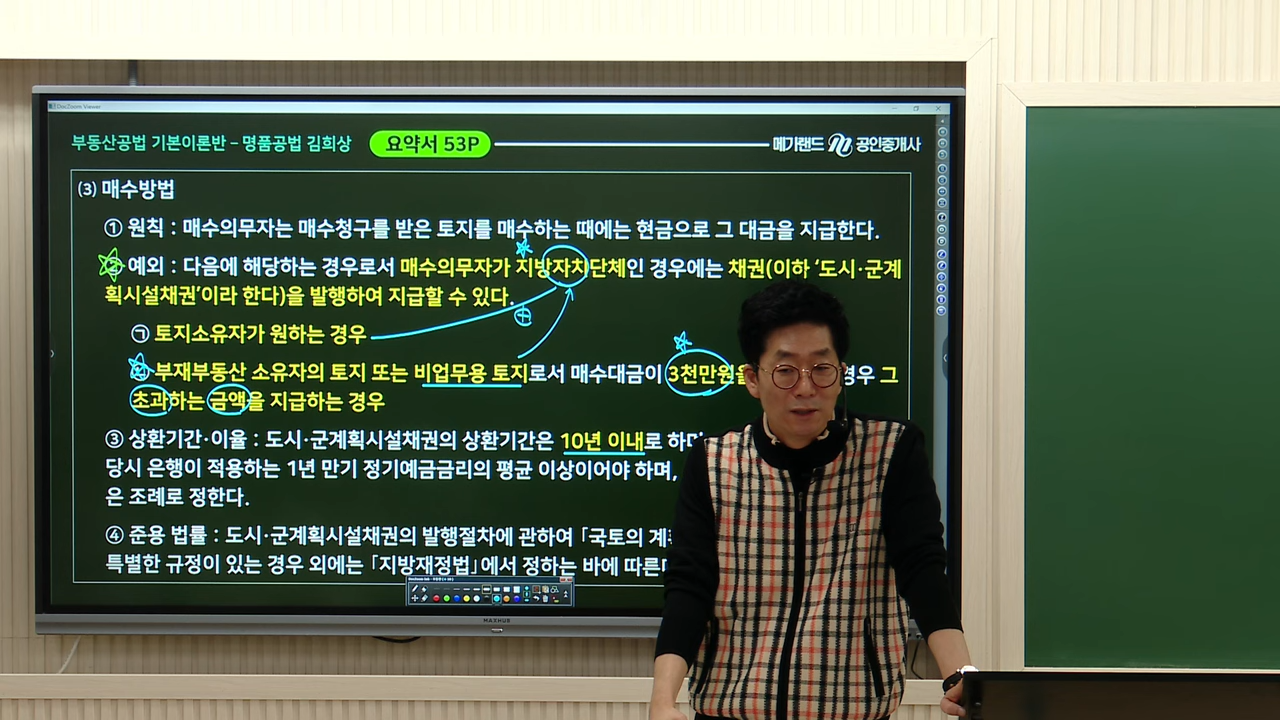 DocZoom Viewer
부동산공법 기본이론반 - 명품공법 김희상 요약서 53P 메가랜드 공인중개사
(3) 매수방법
① 원칙 : 매수의무자는 매수청구를 받은 토지를 매수하는 때에는 현금으로 그 대금을 지급한다.
② 예외 : 다음에 해당하는 경우로서 매수의무자가 지방자치단체인 경우에는 채권(이하 '도시·군계
획시설채권'이라 한다)을 발행하여 지급할 수 있다.
㉠ 토지소유자가 원하는 경우
부재부동산 소유자의 토지 또는 비업무용 토지로서 매수대금이 3천만원을 경우 그
초과하는 금액을 지급하는 경우
③ 상환기간·이율 : 도시·군계획시설채권의 상환기간은 10년 이내로 하며
당시 은행이 적용하는 1년 만기 정기예금금리의 평균 이상이어야 하며,
은 조례로 정한다.
④ 준용 법률 : 도시·군계획시설채권의 발행절차에 관하여 「국토의 계획
특별한 규정이 있는 경우 외에는 「지방재정법」에서 정하는 바에 따른다
MAXHUB